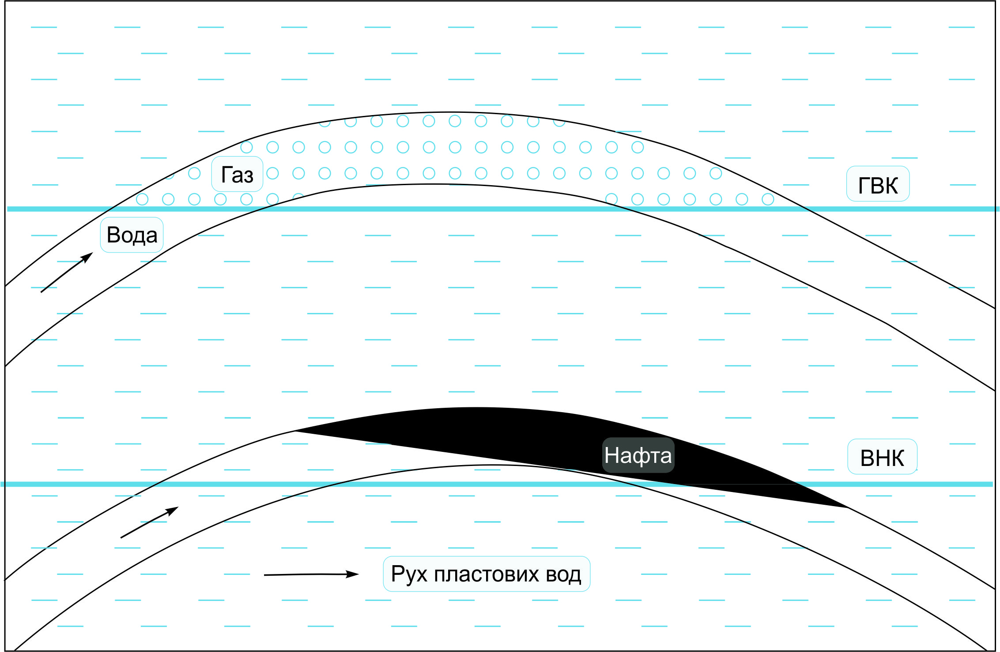 Газ
ГВК
Вода
Нафта
ВНК
Рух пластових вод